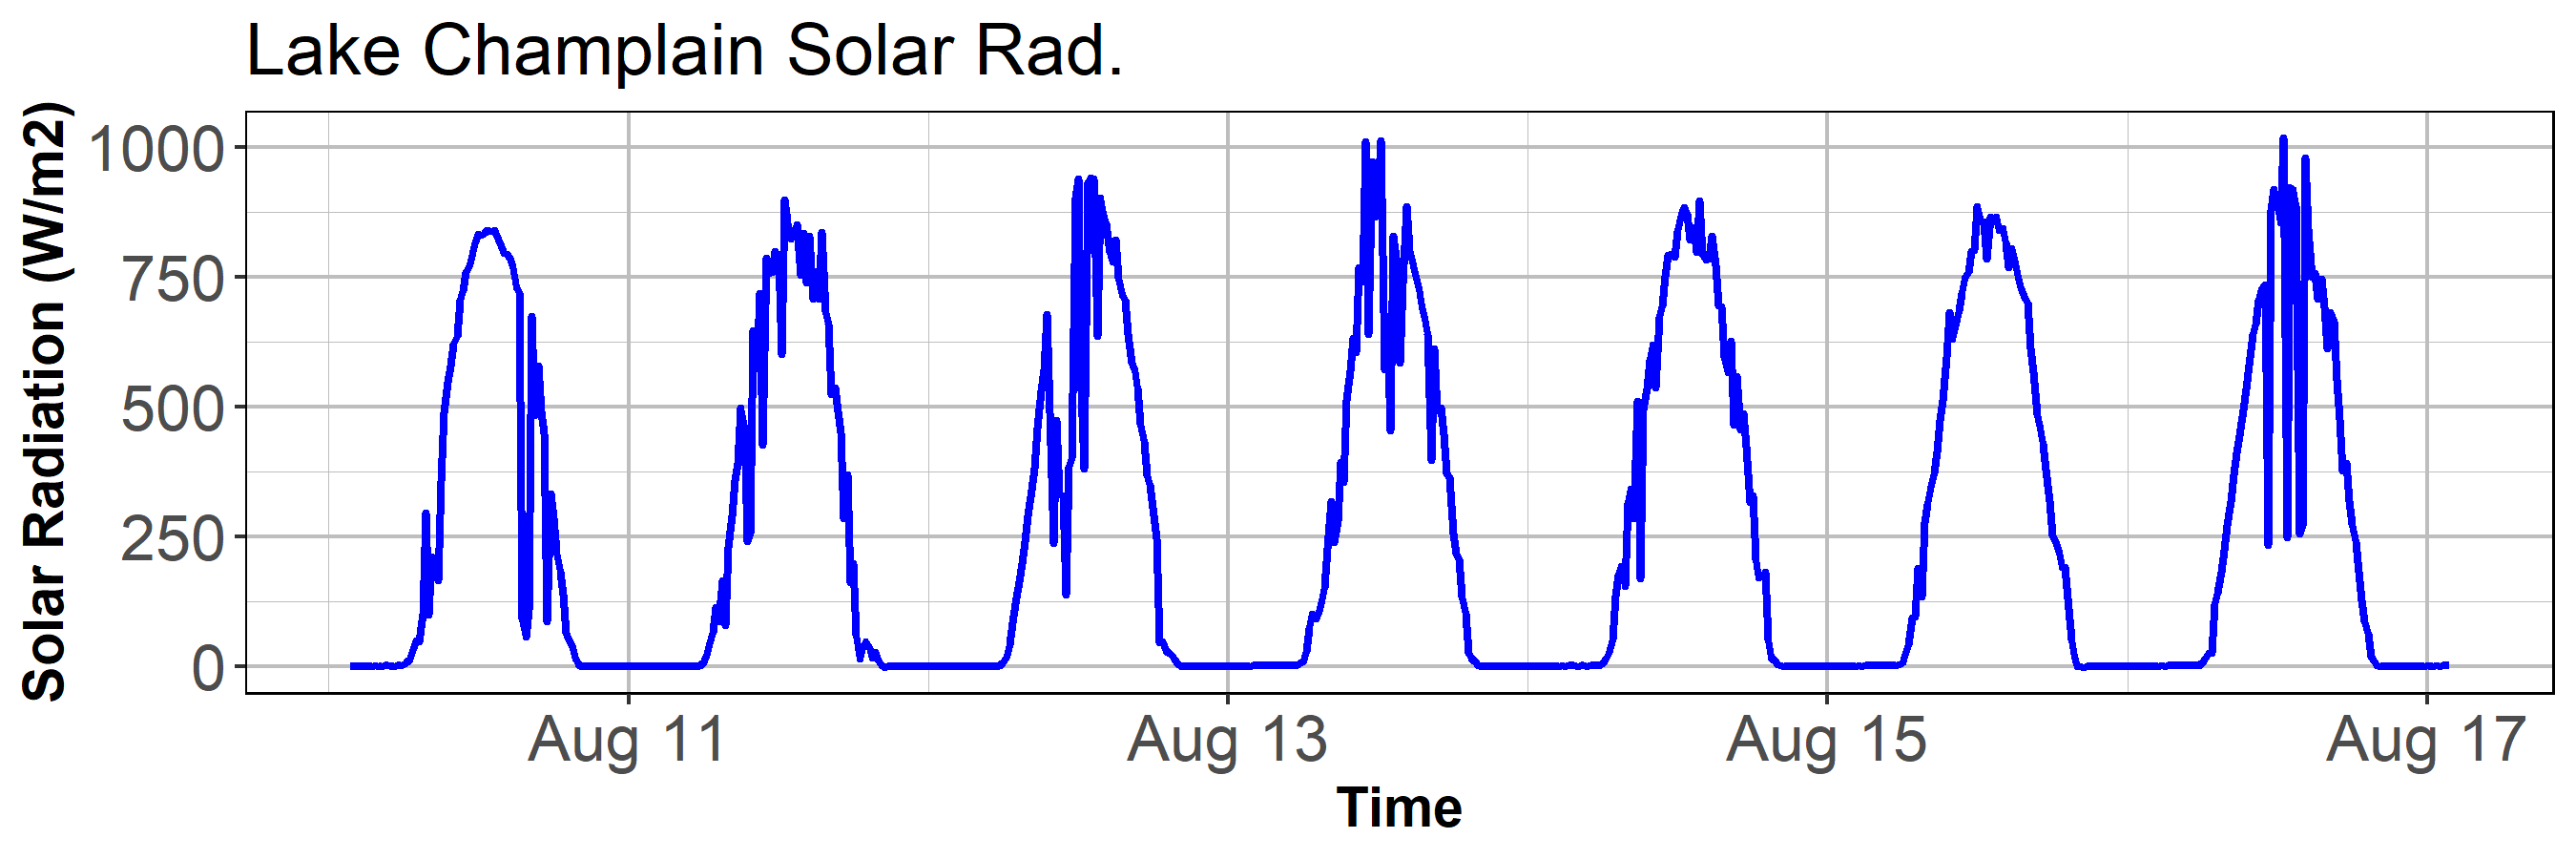 Lake Champlain Solar Rad.
Solar Radiation (W/m2)
1000
750
500
250
0
Aug 11
Aug 13
Aug 15
Aug 17
Time